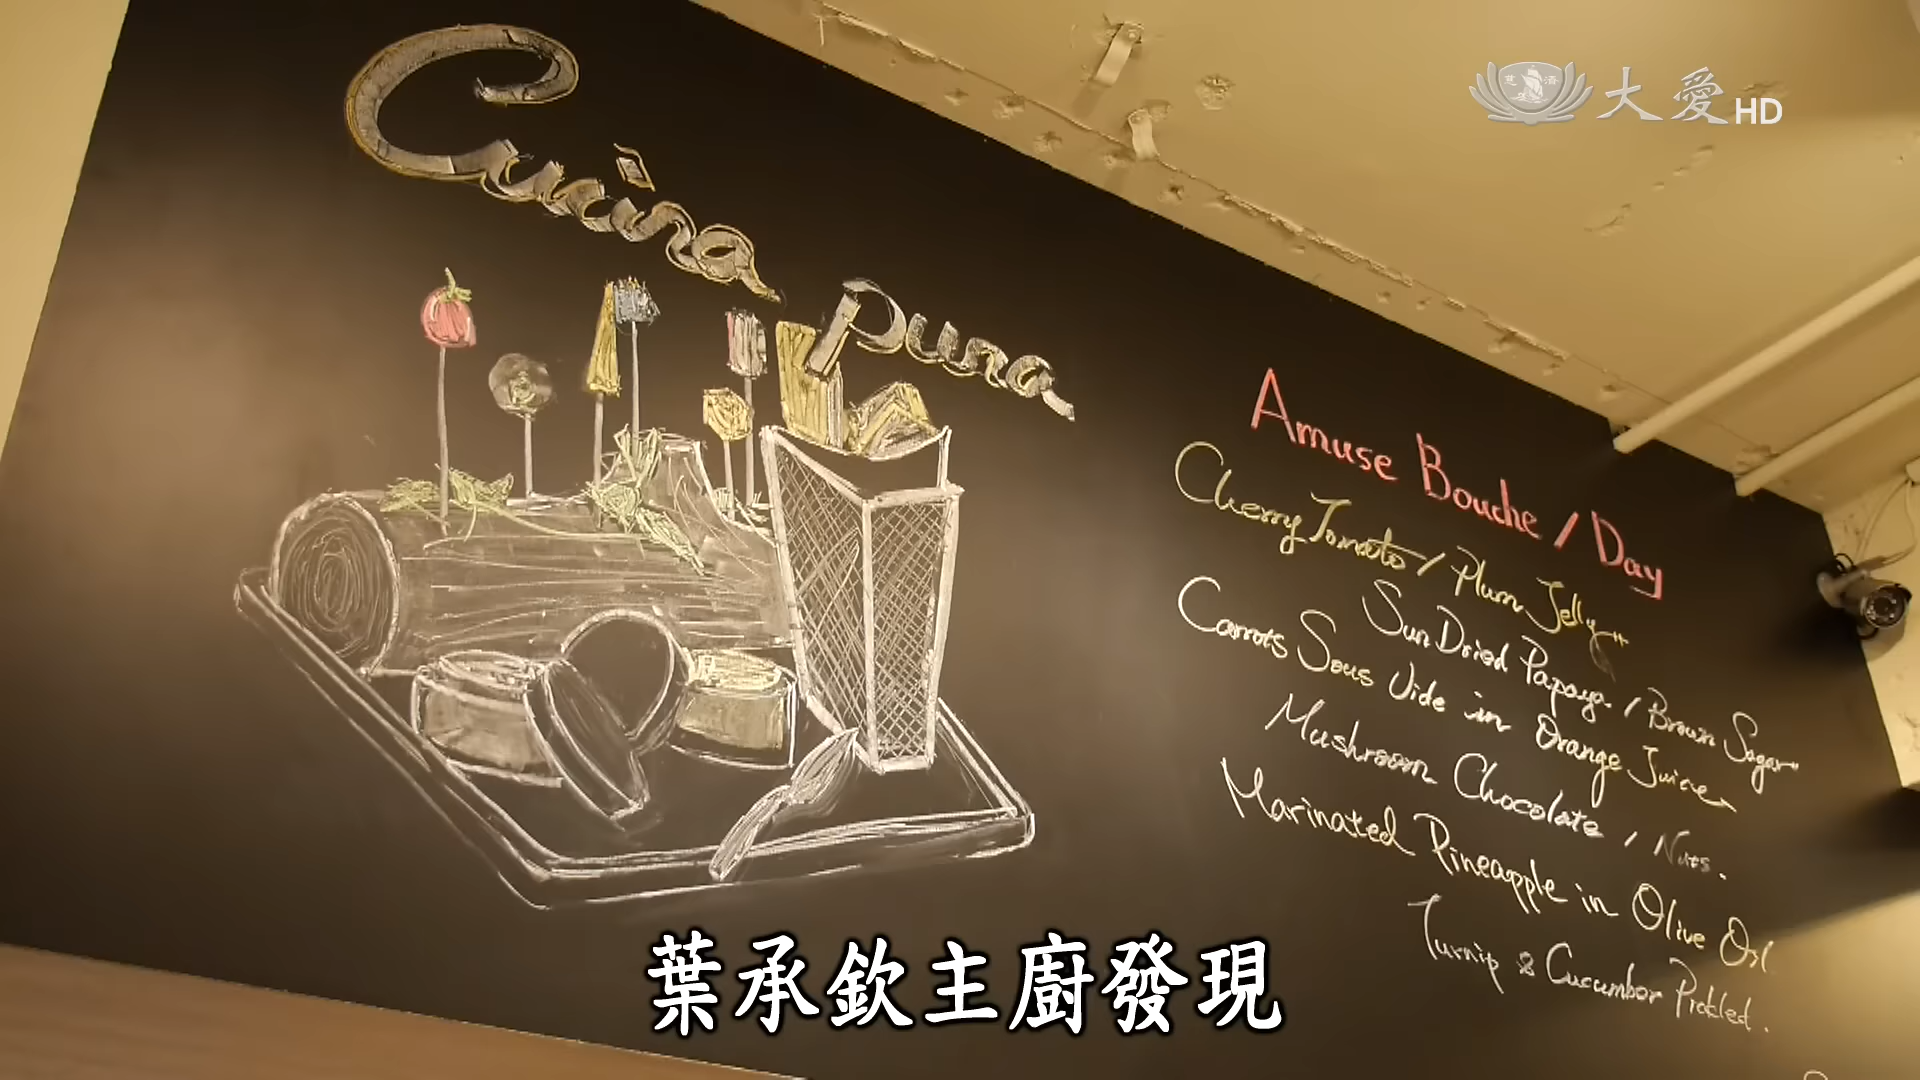 Cucina Pura
大愛HD
Amuse Bouche / Day
Cherry Tomato / Plum Jelly
Sun Dried Papaya / Brown Sugar
Carrots Sous Vide in Orange Juice
Mushroom Chocolate / Nuts.
Marinated Pineapple in Olive Oil
Turnip & Cucumber Pickled.
葉承欽主廚發現